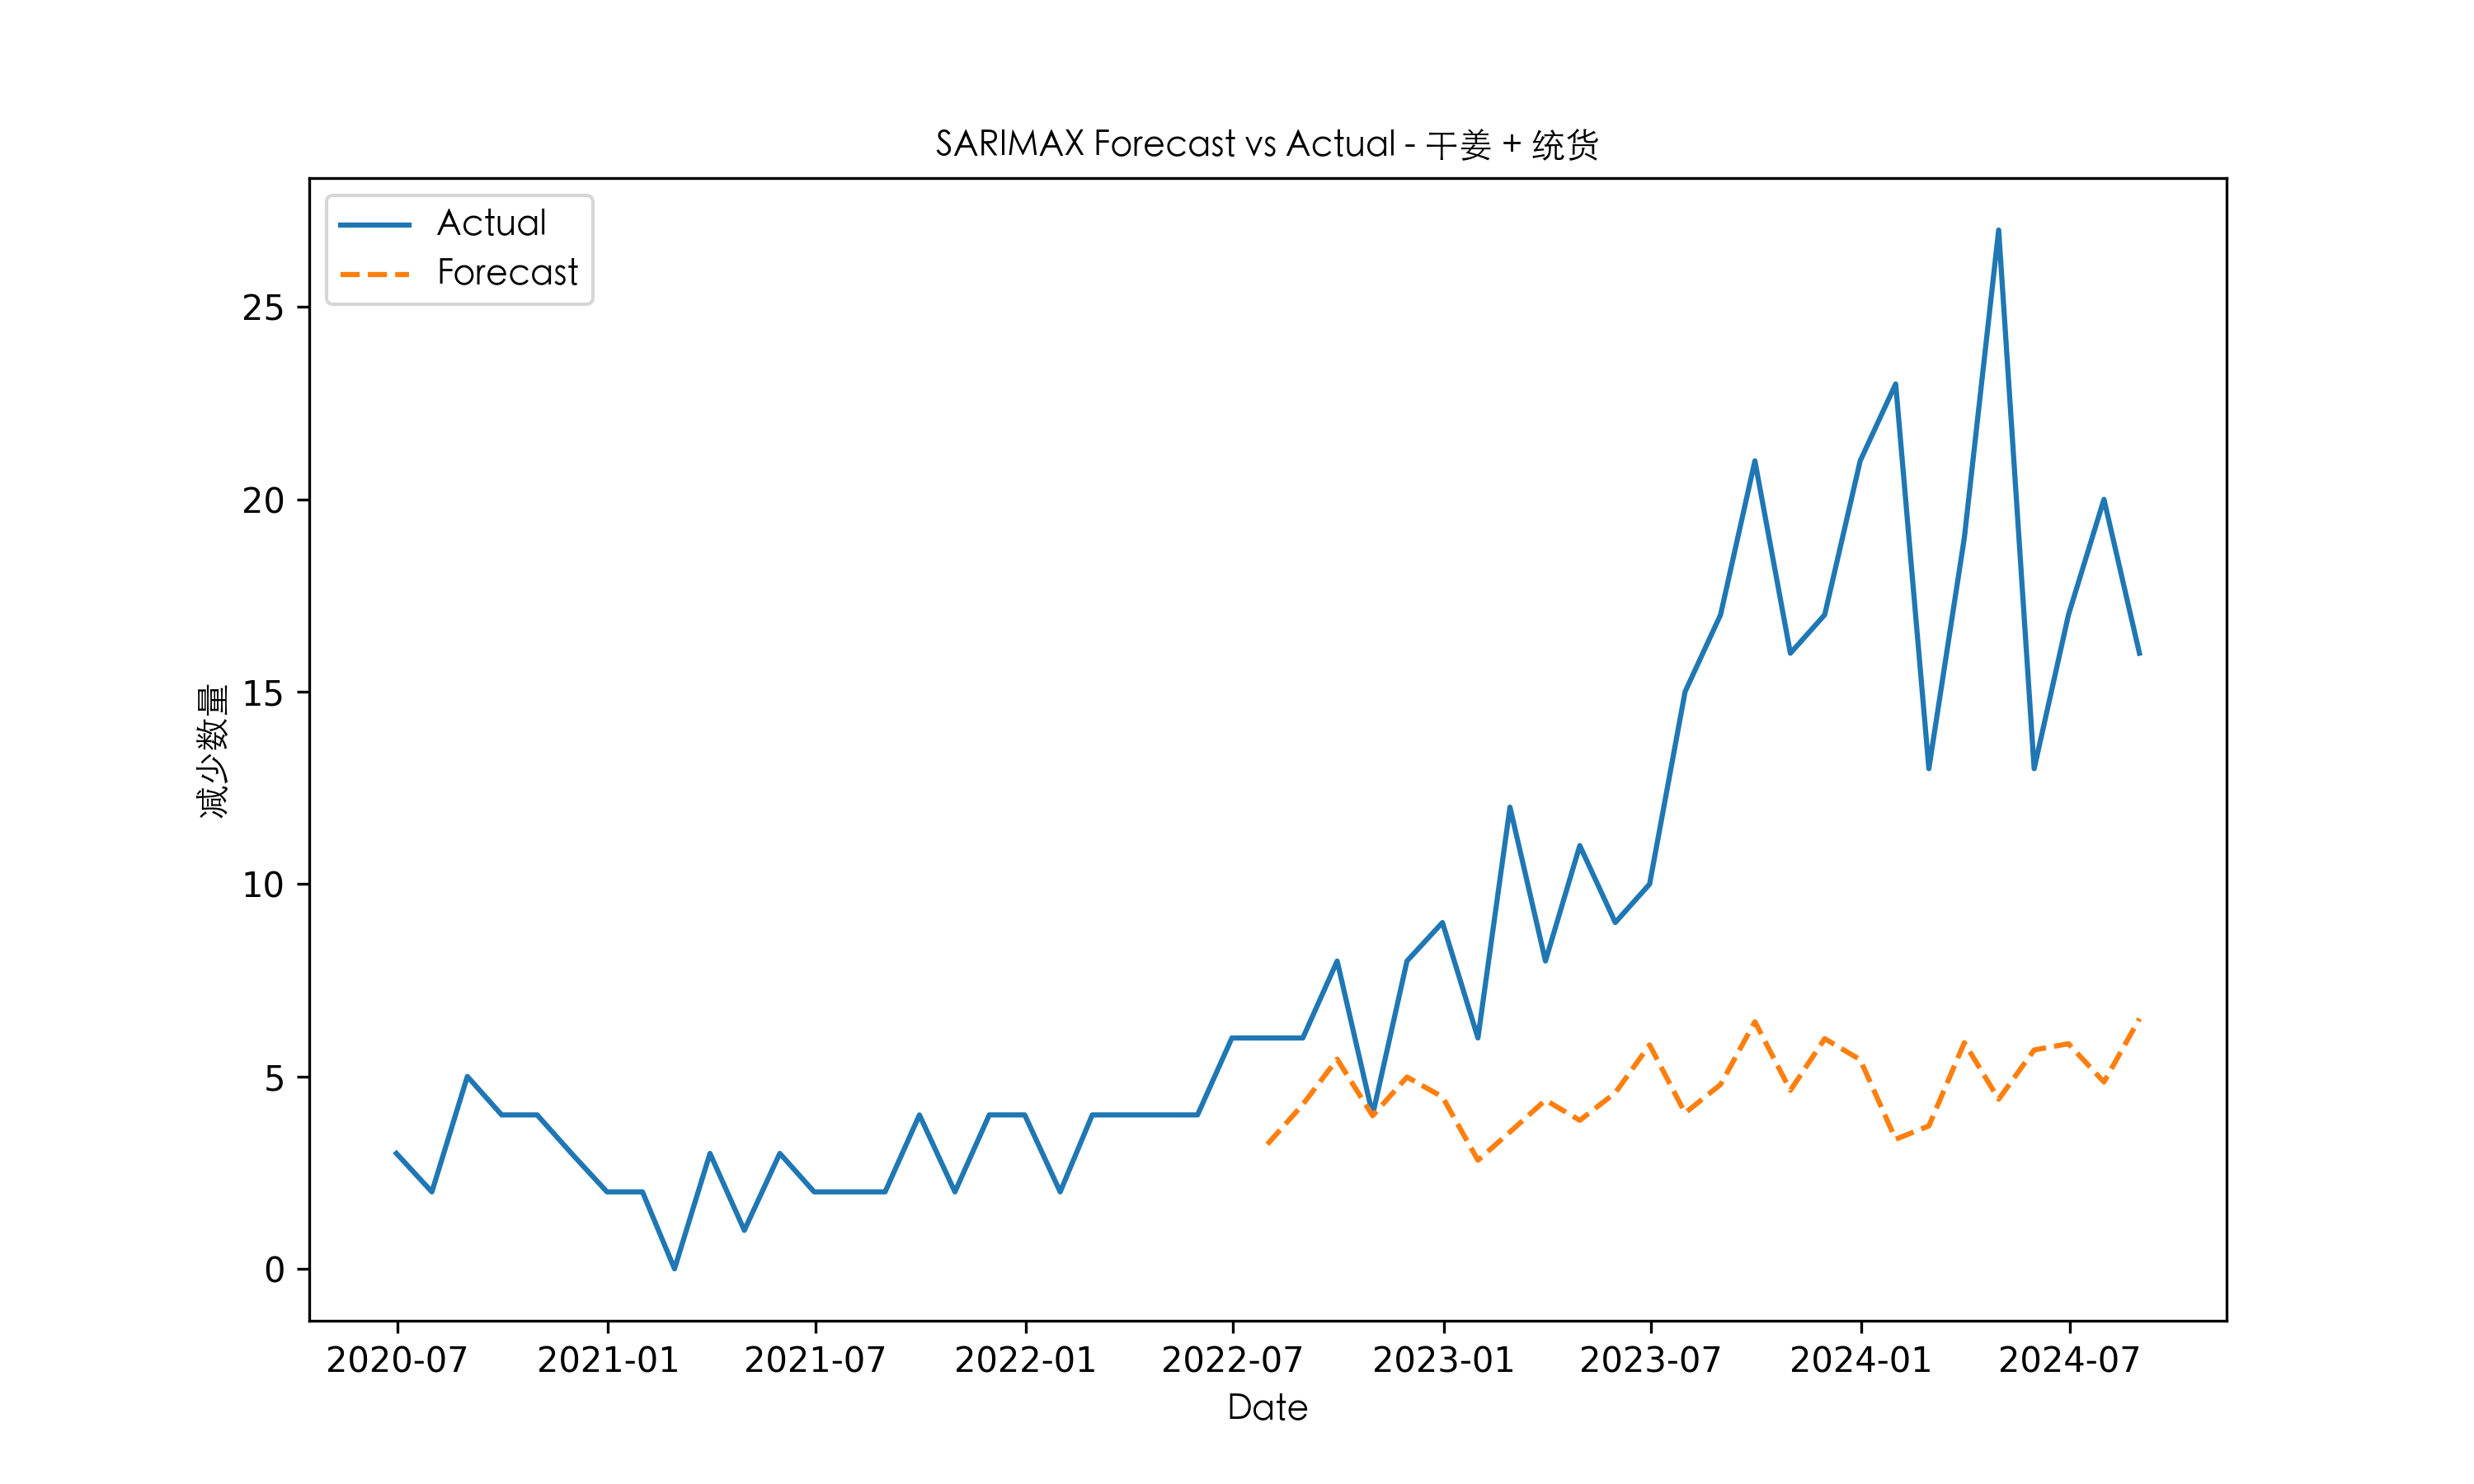 SARIMAX Forecast vs Actual - 干姜 + 统货
Actual
Forecast
25
20
15
10
5
0
减少数量
2020-07 2021-01 2021-07 2022-01 2022-07 2023-01 2023-07 2024-01 2024-07
Date